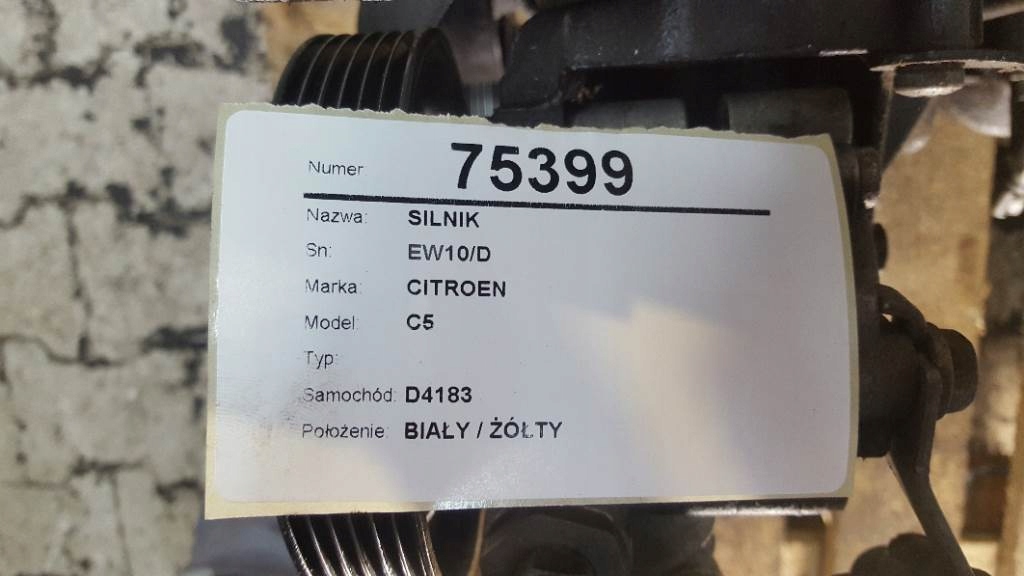 Numer 75399
Nazwa: SILNIK
Sn: EW10/D
Marka: CITROEN
Model: C5
Typ:
Samochód: D4183
Położenie: BIAŁY / ŻÓŁTY